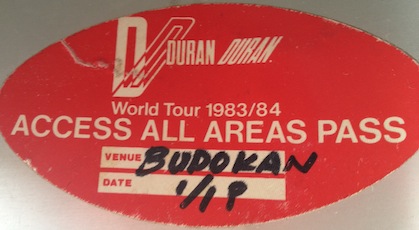 DURAN DURAN
World Tour 1983/84
ACCESS ALL AREAS PASS
VENUE BUDOKAN
DATE 1/19